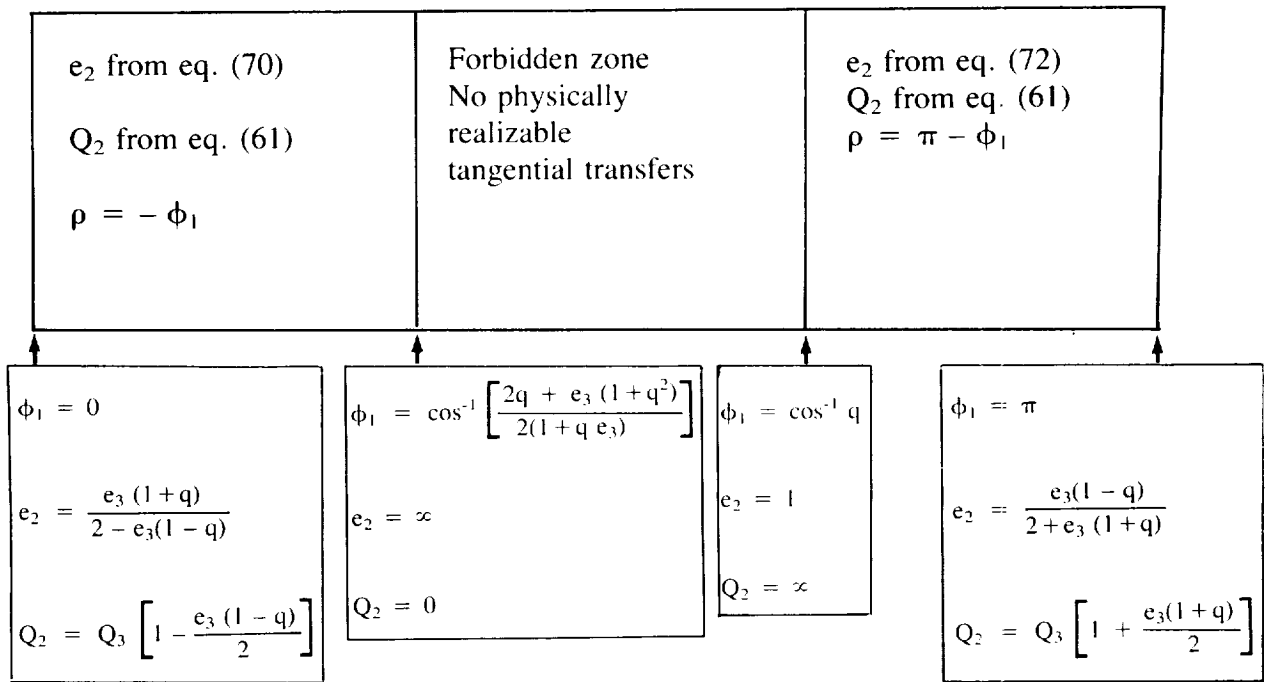 e₂ from eq. (70)
Q₂ from eq. (61)
ρ = − ϕ₁
Forbidden zone
No physically
realizable
tangential transfers
e₂ from eq. (72)
Q₂ from eq. (61)
ρ = π − ϕ₁
ϕ₁ = 0
e₂ = e₃ (1 + q) / 2 − e₃(1 − q)
Q₂ = Q₃ [1 − e₃ (1 − q) / 2]
ϕ₁ = cos⁻¹ [2q + e₃ (1 + q²) / 2(1 + q e₃)]
e₂ = ∞
Q₂ = 0
ϕ₁ = cos⁻¹ q
e₂ = 1
Q₂ = ∞
ϕ₁ = π
e₂ = e₃(1 − q) / 2 + e₃ (1 + q)
Q₂ = Q₃ [1 + e₃(1 + q) / 2]